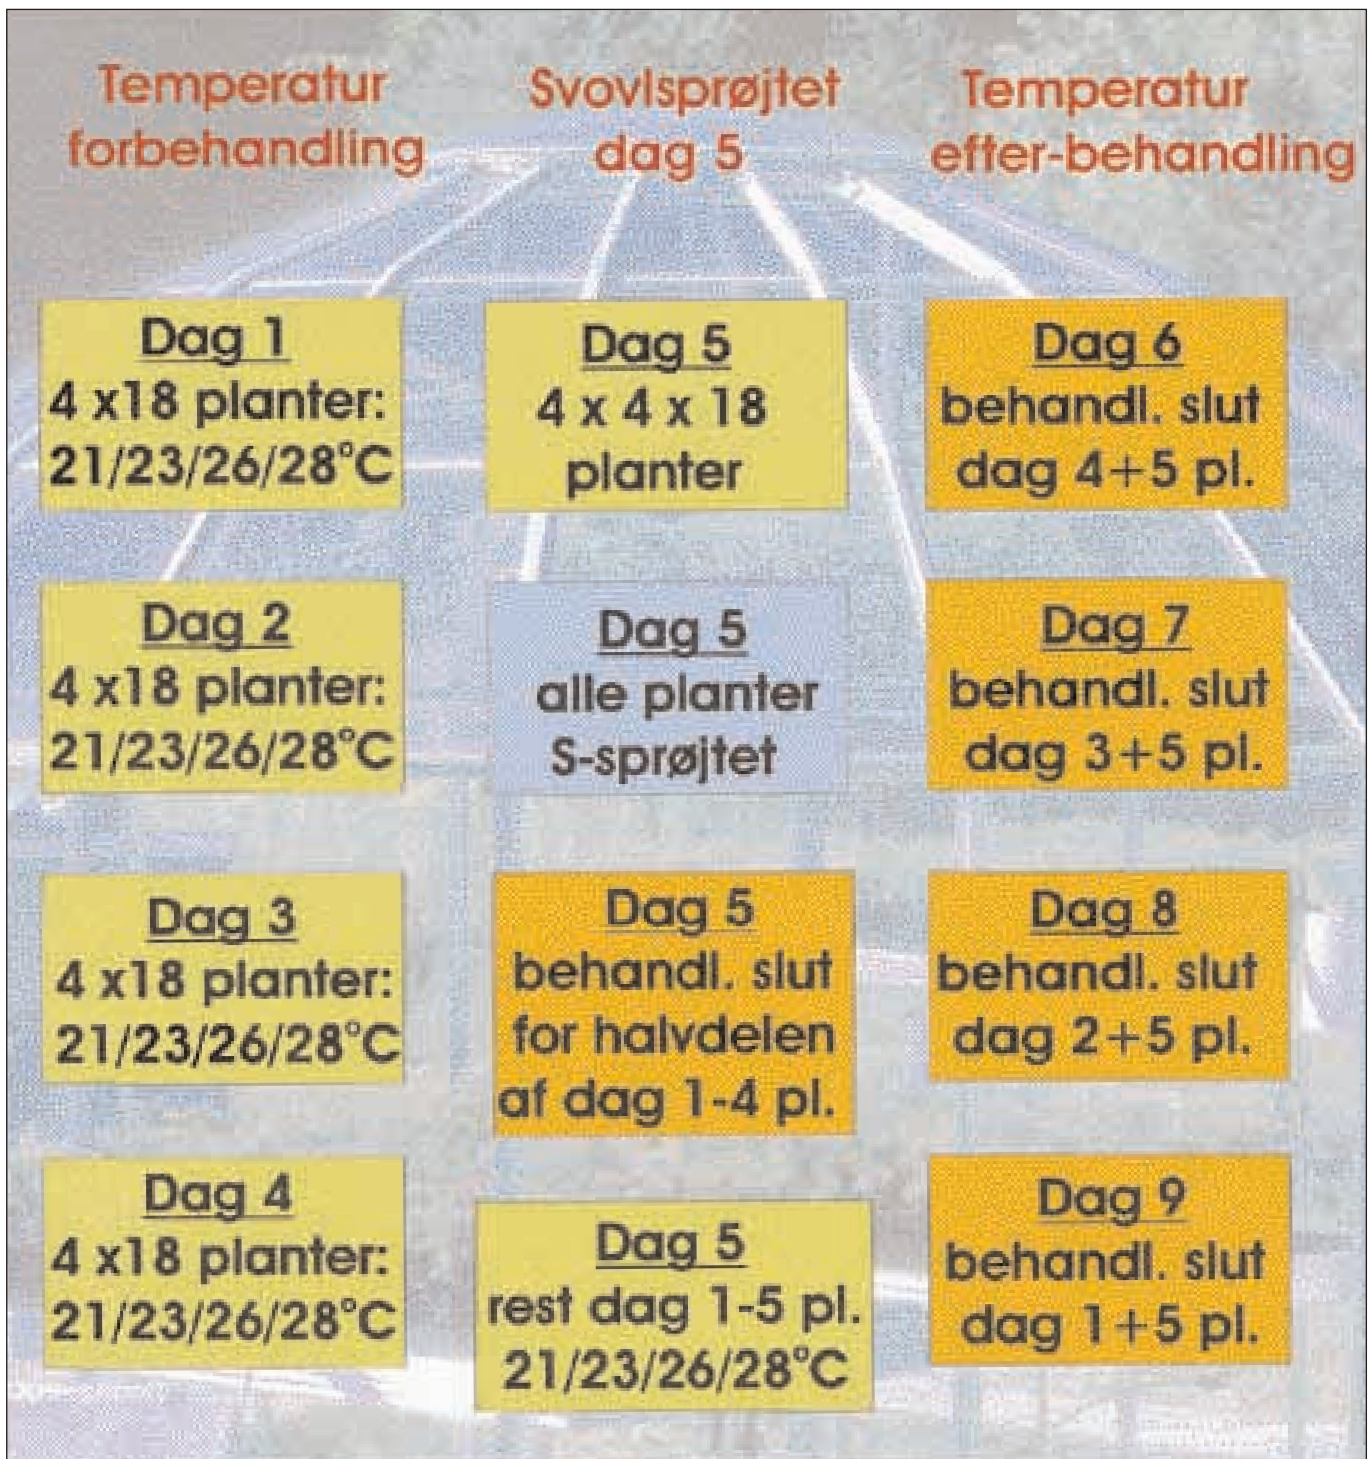 Temperatur
forbehandling
Dag 1
4 x18 planter:
21/23/26/28°C
Dag 2
4 x18 planter:
21/23/26/28°C
Dag 3
4 x18 planter:
21/23/26/28°C
Dag 4
4 x18 planter:
21/23/26/28°C
Svovlsprøjtet
dag 5
Dag 5
4 x 4 x 18
planter
Dag 5
alle planter
S-sprøjtet
Dag 5
behandl. slut
for halvdelen
af dag 1-4 pl.
Dag 5
rest dag 1-5 pl.
21/23/26/28°C
Temperatur
efter-behandling
Dag 6
behandl. slut
dag 4+5 pl.
Dag 7
behandl. slut
dag 3+5 pl.
Dag 8
behandl. slut
dag 2+5 pl.
Dag 9
behandl. slut
dag 1+5 pl.